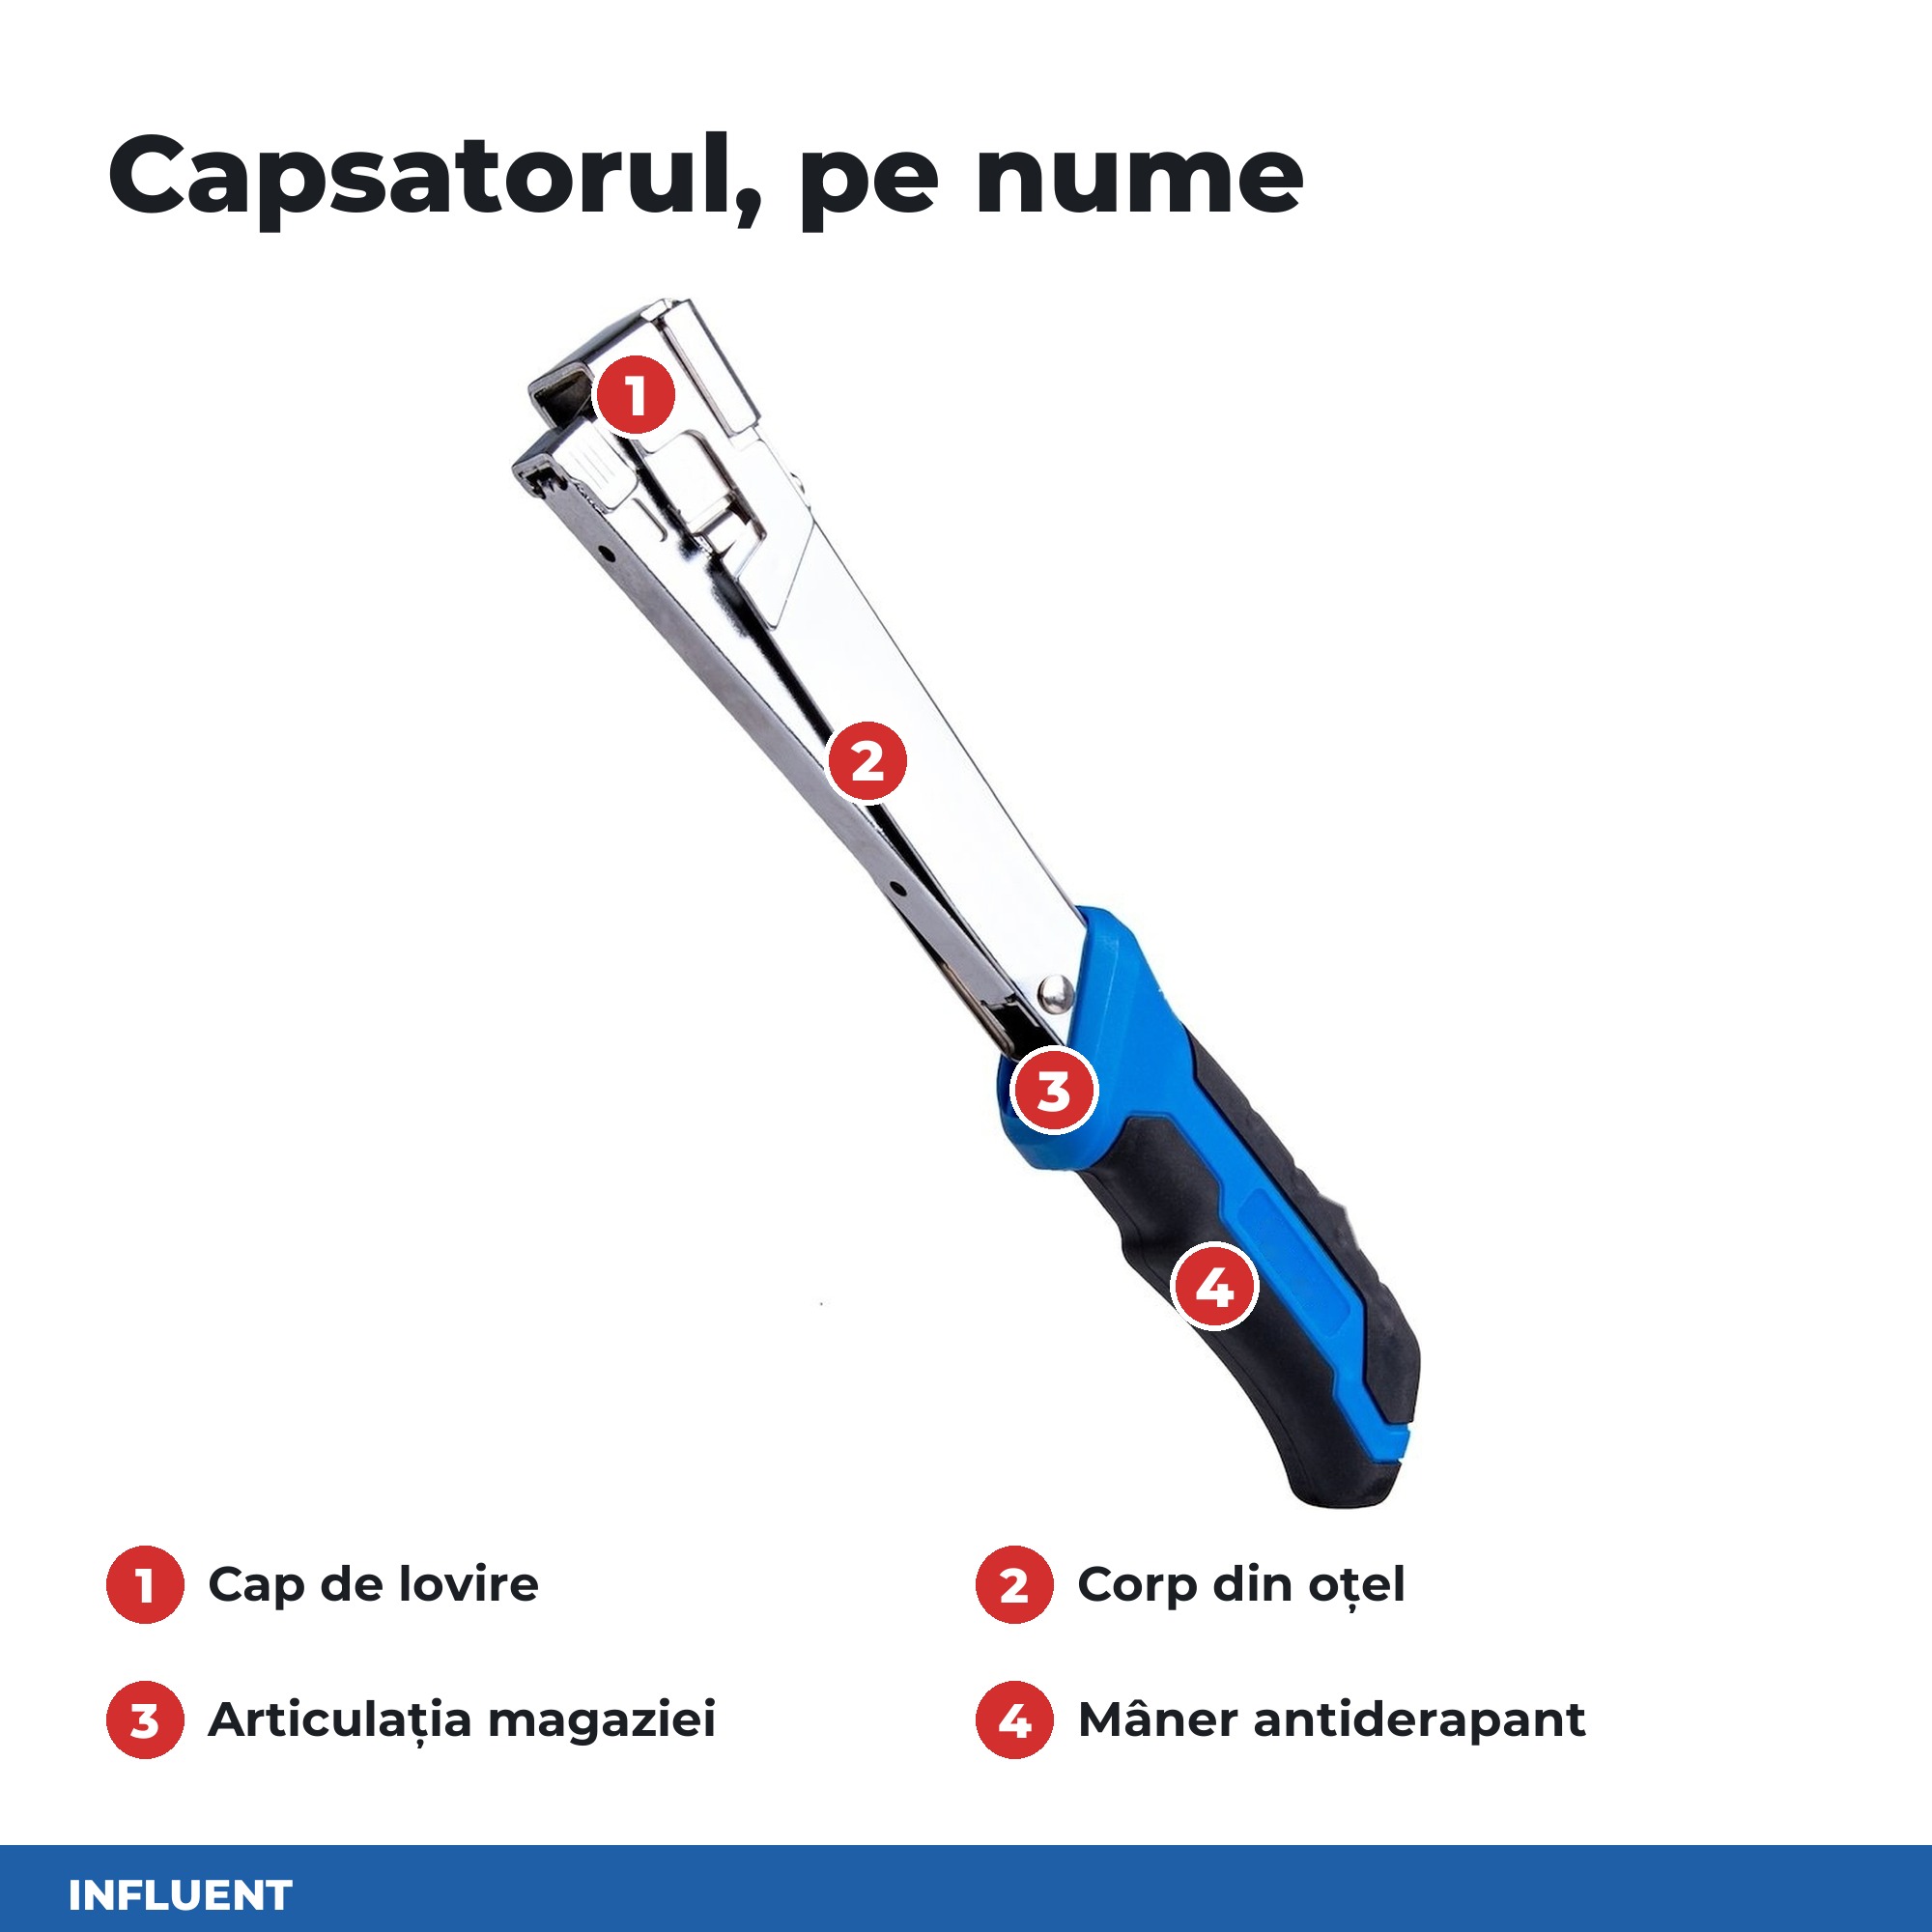 Capsatorul, pe nume
1
2
3
4
1 Cap de lovire
2 Corp din oțel
3 Articulația magaziei
4 Mâner antiderapant
INFLUENT